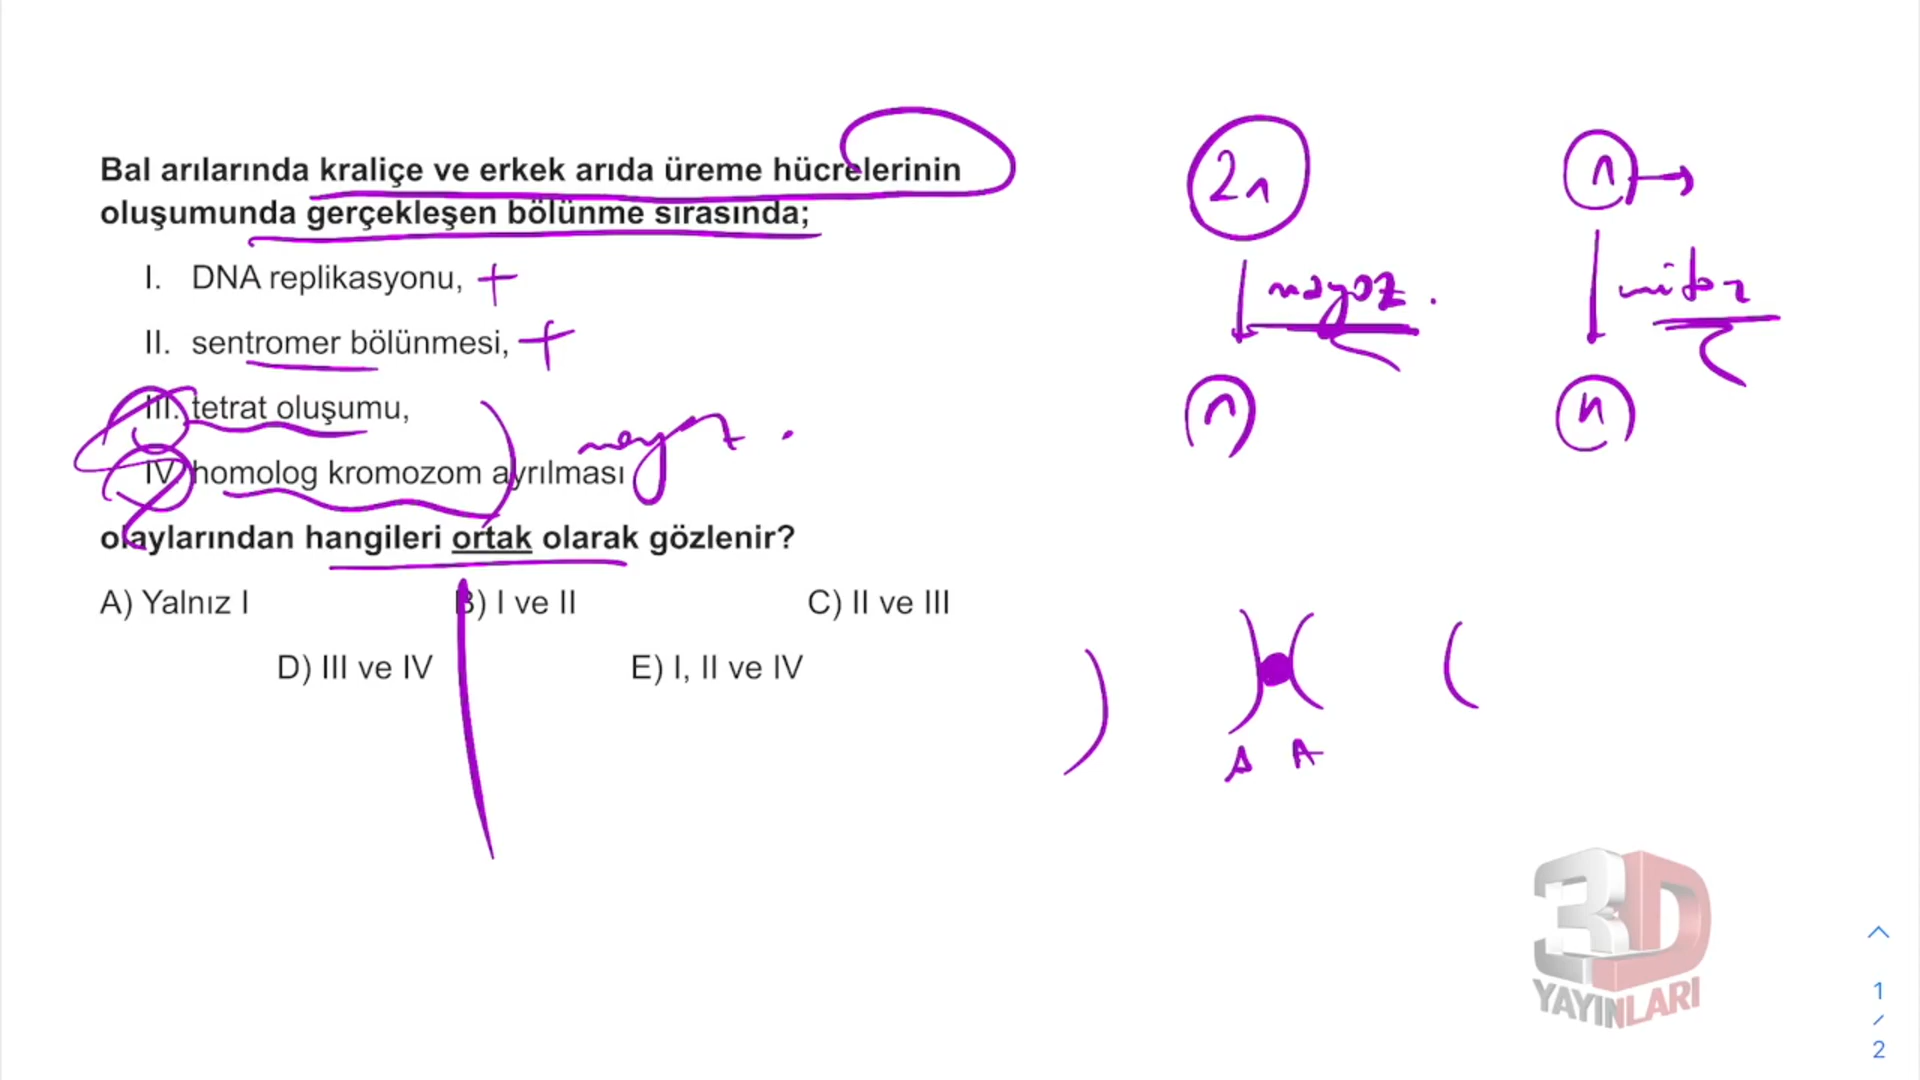 Bal arılarında kraliçe ve erkek arıda üreme hücrelerinin
oluşumunda gerçekleşen bölünme sırasında;
I. DNA replikasyonu, +
II. sentromer bölünmesi, +
III. tetrat oluşumu,
IV. homolog kromozom ayrılması
mayoz .
olaylarından hangileri ortak olarak gözlenir?
A) Yalnız I B) I ve II C) II ve III
D) III ve IV E) I, II ve IV
2n n
mayoz . mitoz
n n
A A
3D
YAYINLARI
1
/
2